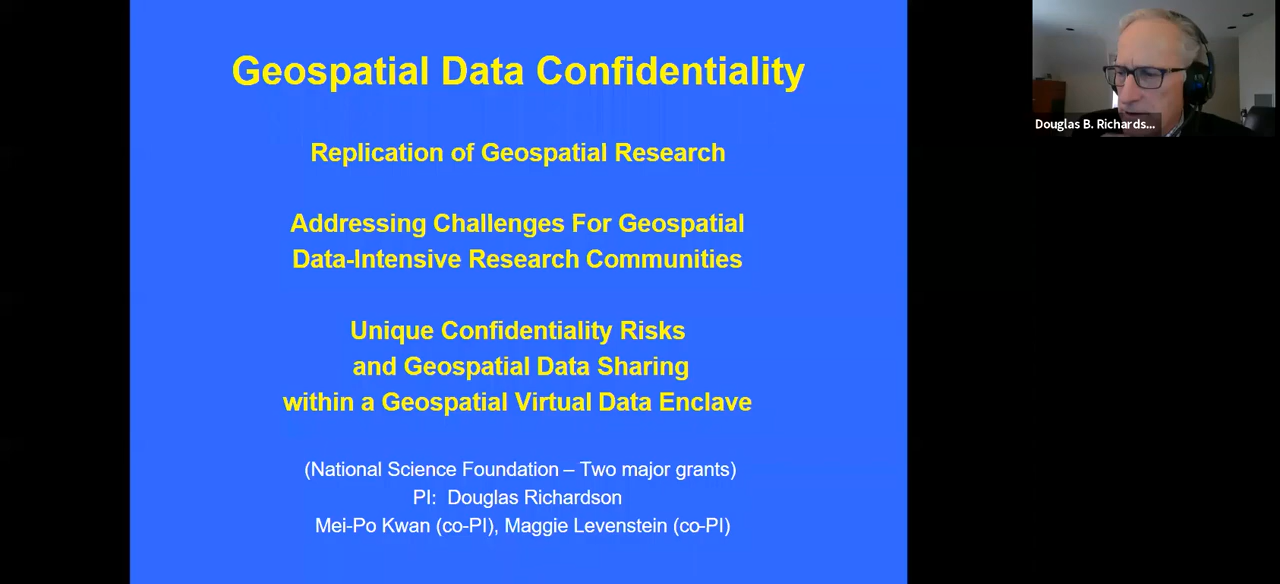 Geospatial Data Confidentiality
Replication of Geospatial Research
Addressing Challenges For Geospatial
Data-Intensive Research Communities
Unique Confidentiality Risks
and Geospatial Data Sharing
within a Geospatial Virtual Data Enclave
(National Science Foundation – Two major grants)
PI:  Douglas Richardson
Mei-Po Kwan (co-PI), Maggie Levenstein (co-PI)
Douglas B. Richards...